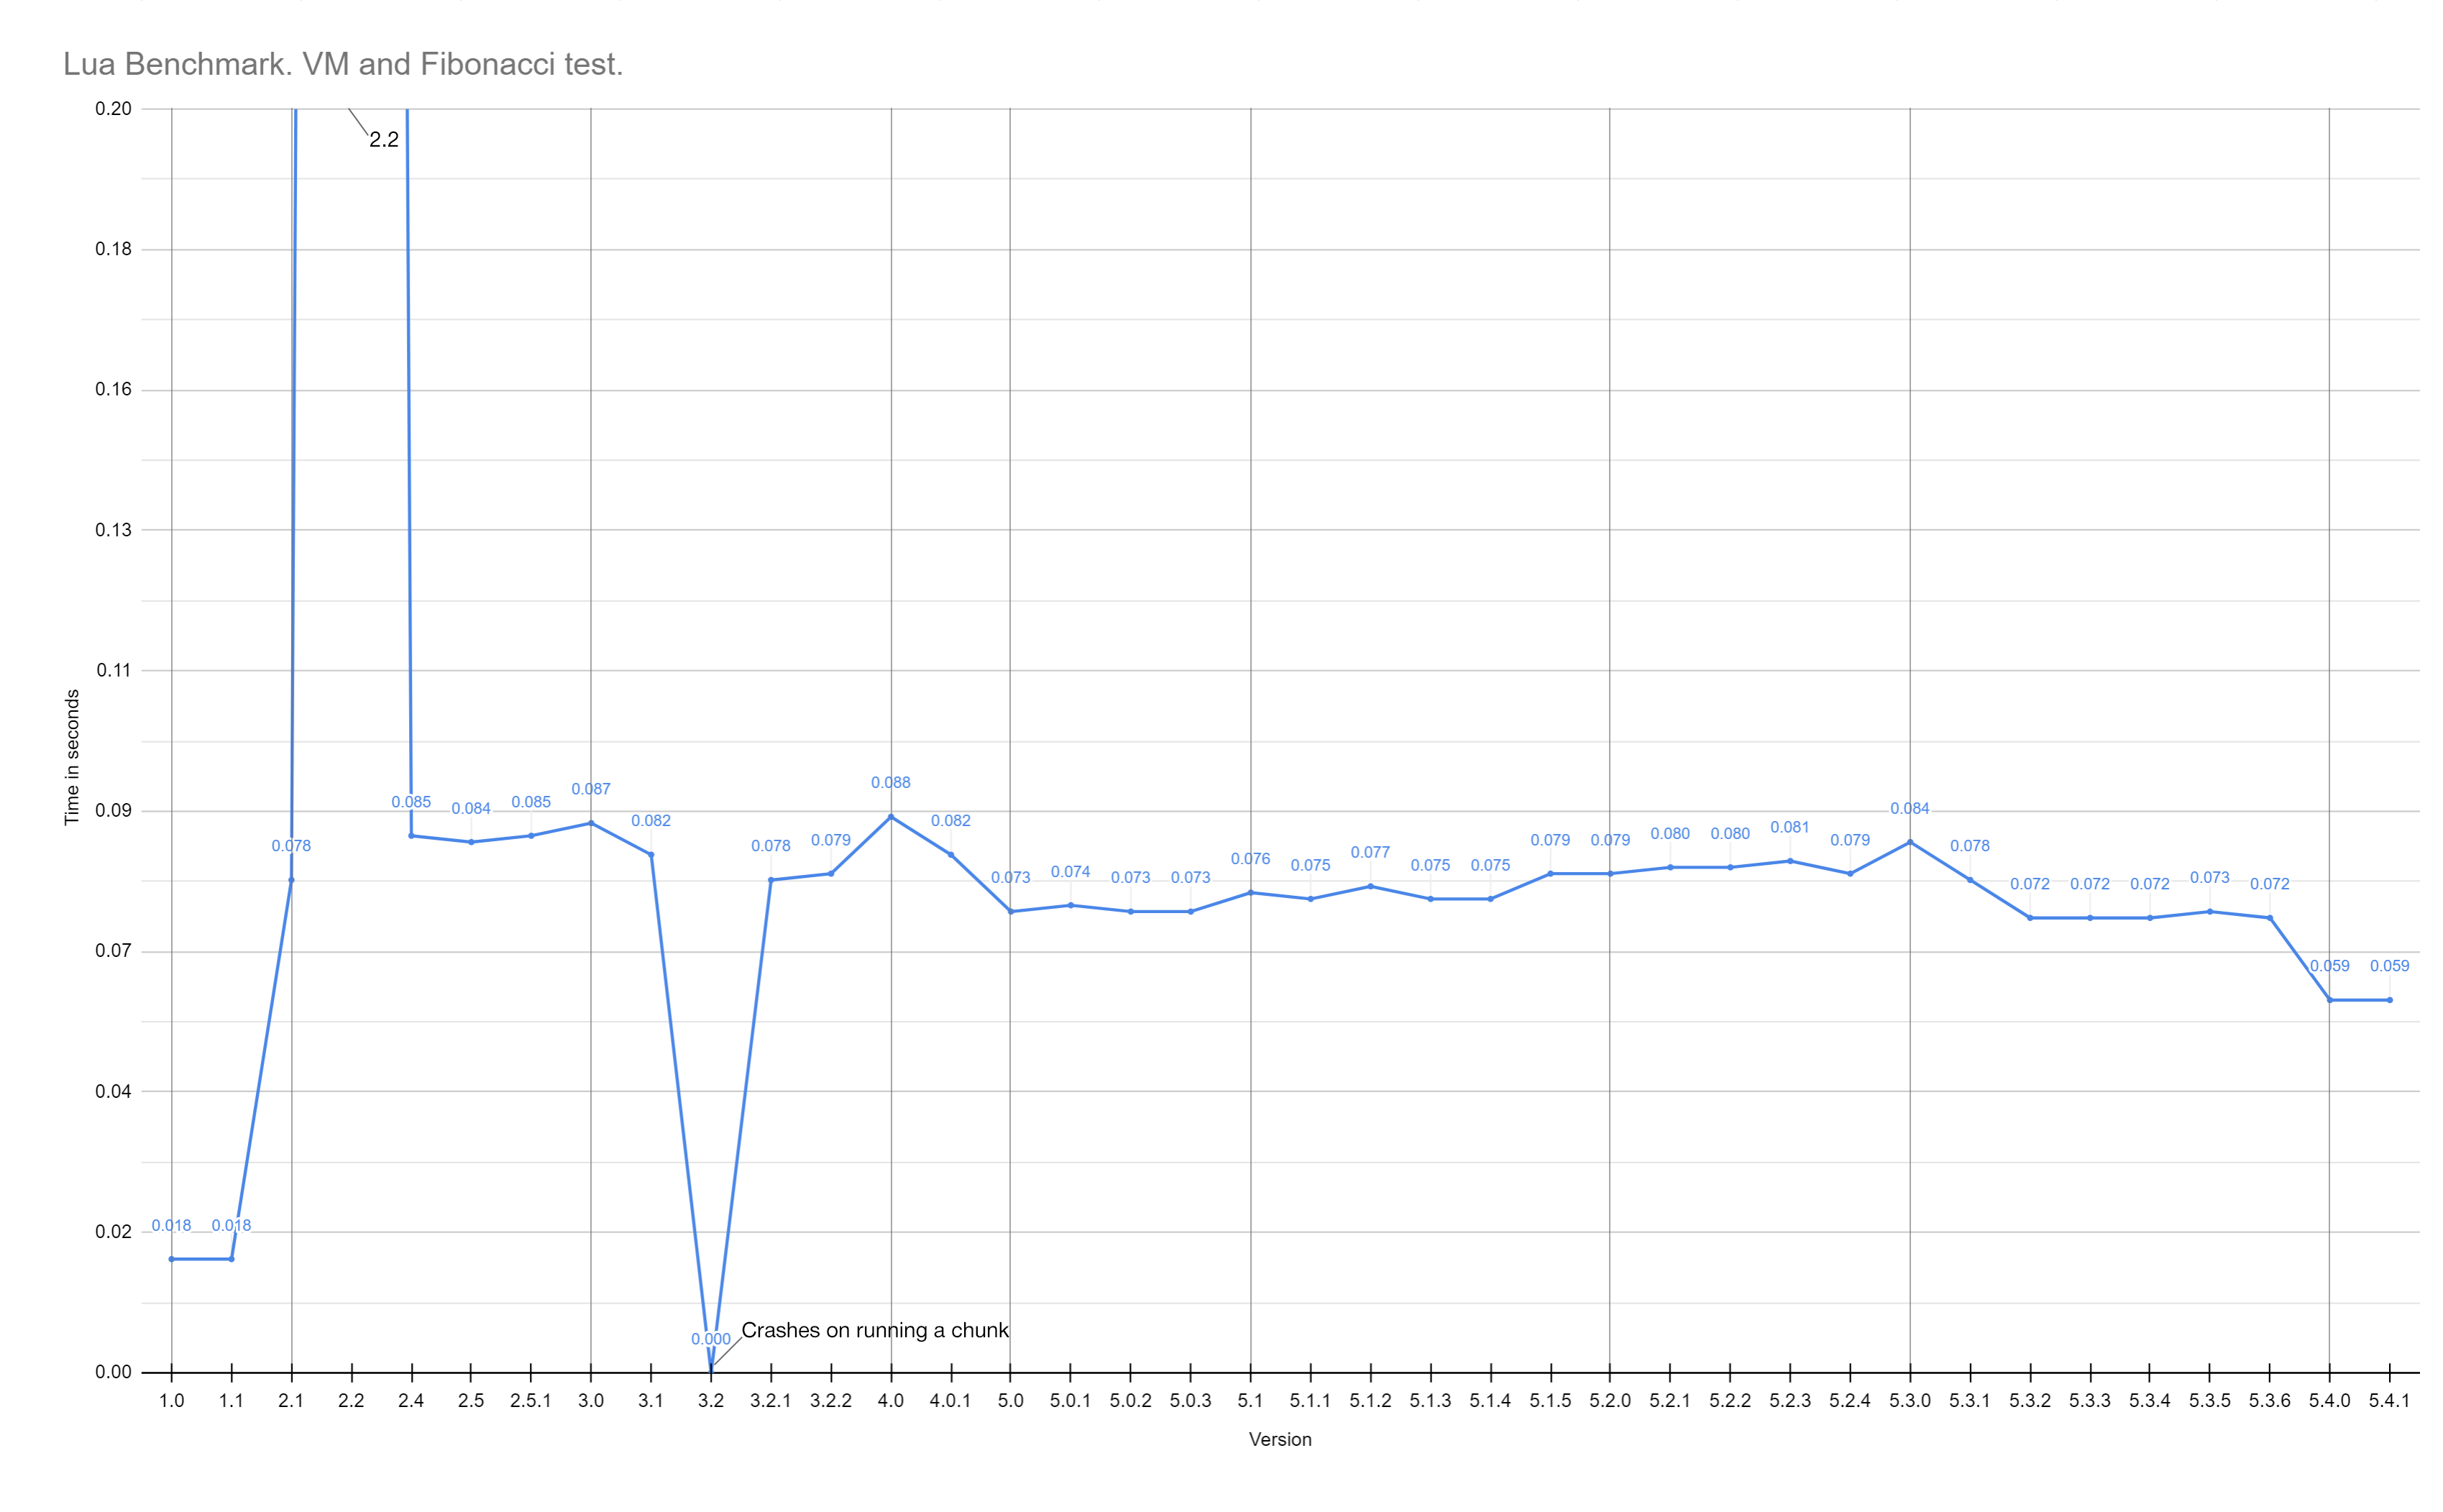 Lua Benchmark. VM and Fibonacci test.
0.20
2.2
0.18
0.16
0.13
0.11
0.09
0.07
0.04
0.02
0.00
Time in seconds
0.018 0.018 0.078 0.085 0.084 0.085 0.087 0.082 0.000 0.078 0.079 0.088 0.082 0.073 0.074 0.073 0.073 0.076 0.075 0.077 0.075 0.075 0.079 0.079 0.080 0.080 0.081 0.079 0.084 0.078 0.072 0.072 0.072 0.073 0.072 0.059 0.059
Crashes on running a chunk
1.0 1.1 2.1 2.2 2.4 2.5 2.5.1 3.0 3.1 3.2 3.2.1 3.2.2 4.0 4.0.1 5.0 5.0.1 5.0.2 5.0.3 5.1 5.1.1 5.1.2 5.1.3 5.1.4 5.1.5 5.2.0 5.2.1 5.2.2 5.2.3 5.2.4 5.3.0 5.3.1 5.3.2 5.3.3 5.3.4 5.3.5 5.3.6 5.4.0 5.4.1
Version